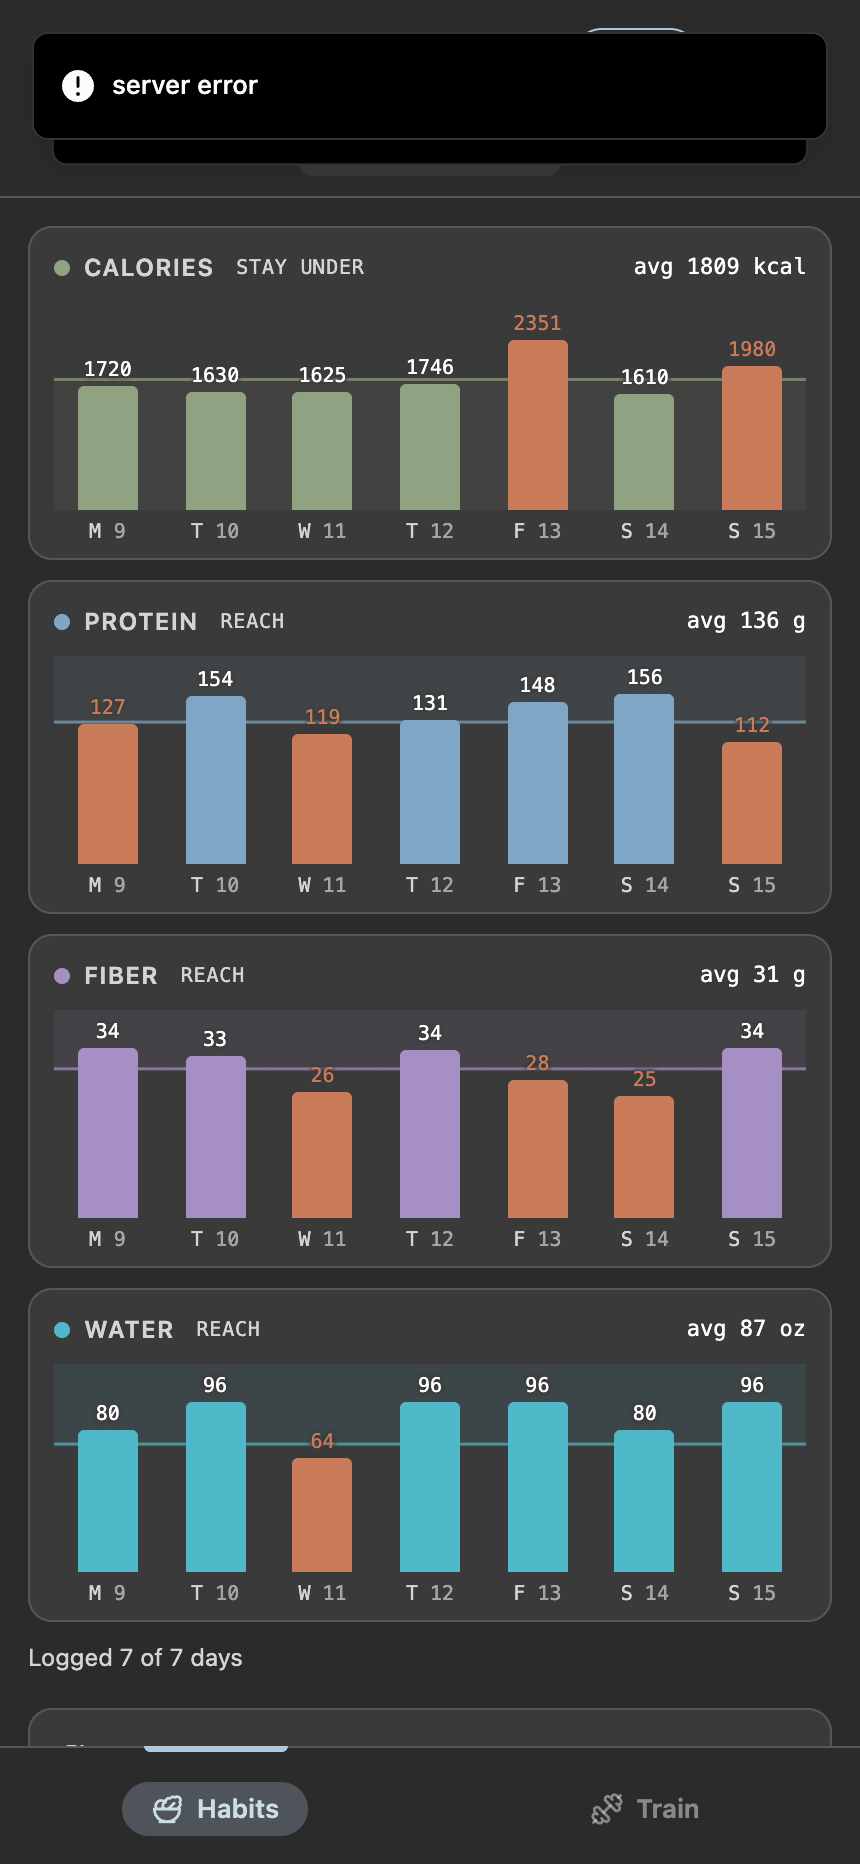 server error
CALORIES STAY UNDER avg 1809 kcal
1720 1630 1625 1746 2351 1610 1980
M 9 T 10 W 11 T 12 F 13 S 14 S 15
PROTEIN REACH avg 136 g
127 154 119 131 148 156 112
M 9 T 10 W 11 T 12 F 13 S 14 S 15
FIBER REACH avg 31 g
34 33 26 34 28 25 34
M 9 T 10 W 11 T 12 F 13 S 14 S 15
WATER REACH avg 87 oz
80 96 64 96 96 80 96
M 9 T 10 W 11 T 12 F 13 S 14 S 15
Logged 7 of 7 days
Habits Train